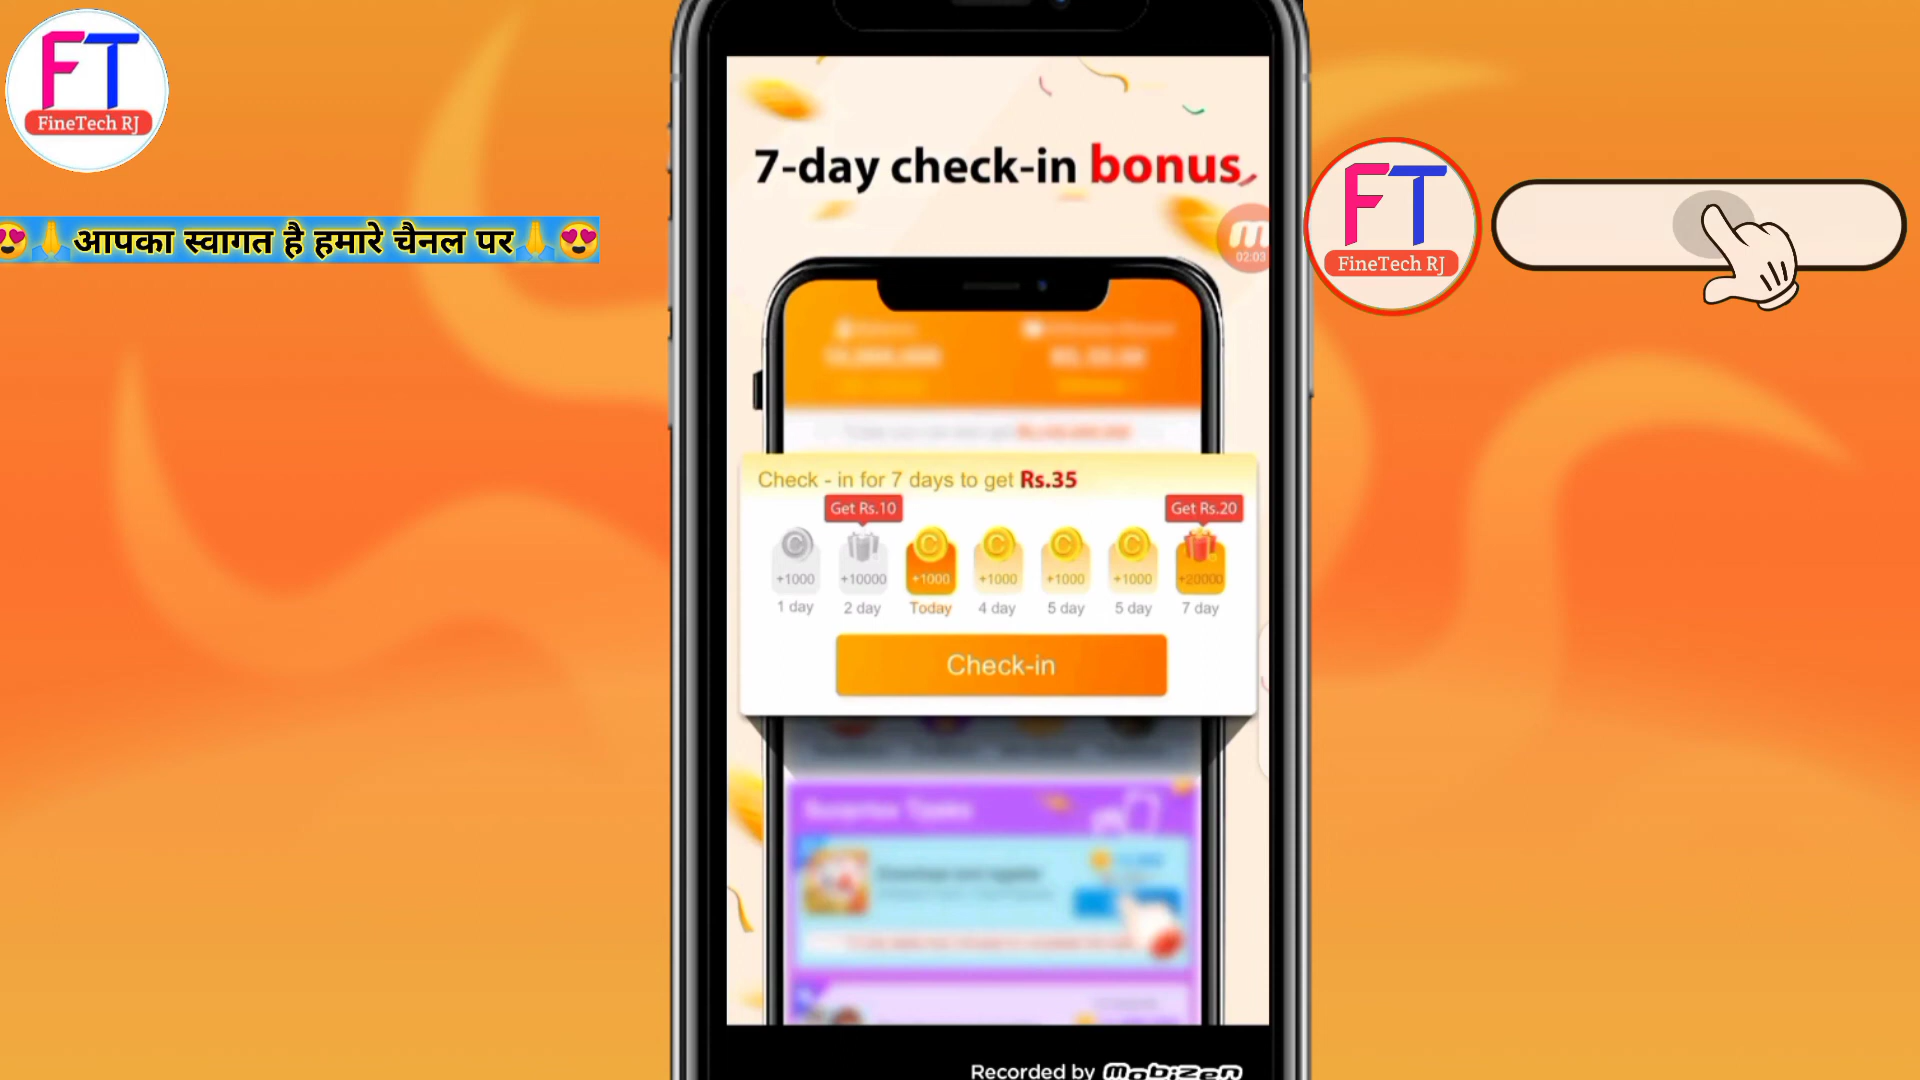 FT
FineTech RJ
😍🙏आपका स्वागत है हमारे चैनल पर🙏😍
7-day check-in bonus
m
02:03
FT
FineTech RJ
Check - in for 7 days to get Rs.35
Get Rs.10
Get Rs.20
+1000 +10000 +1000 +1000 +1000 +1000 +20000
1 day 2 day Today 4 day 5 day 5 day 7 day
Check-in
Surprise Tasks
Recorded by mobizen